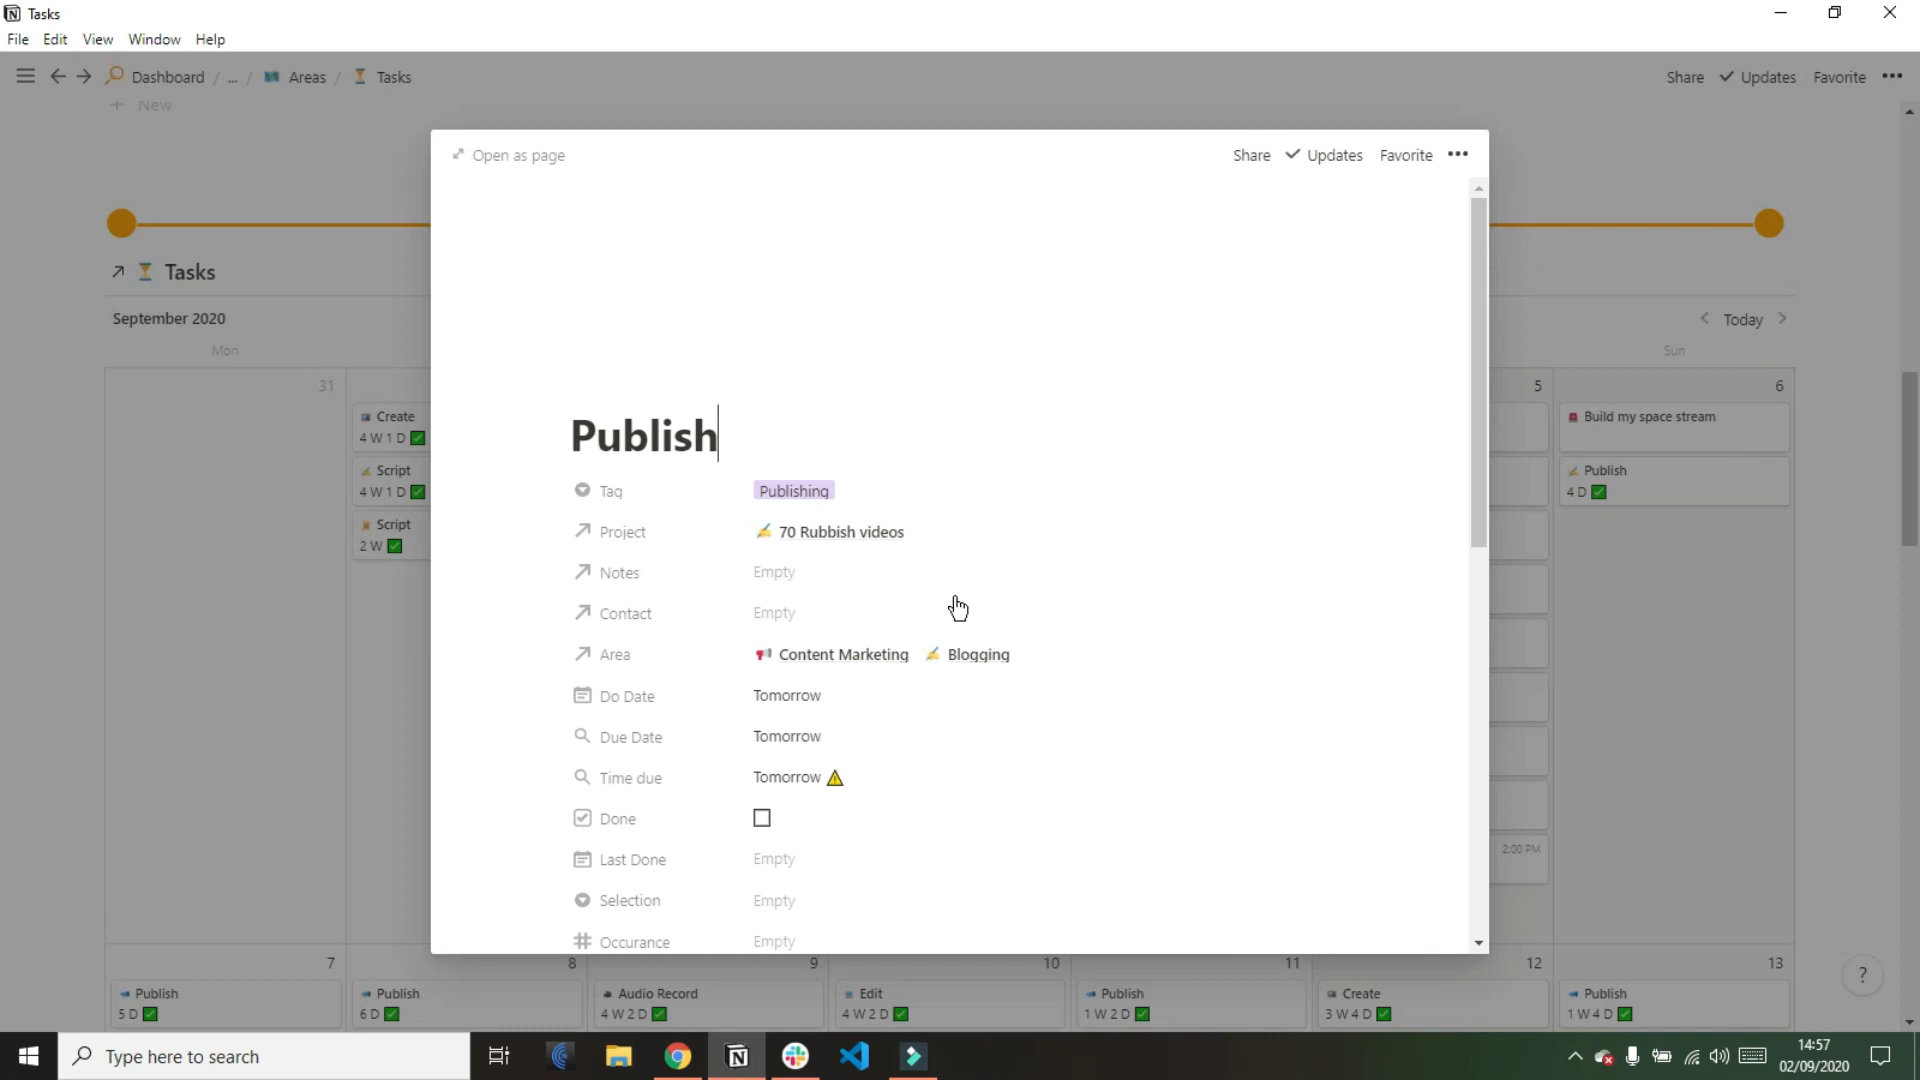 Tasks
File Edit View Window Help
Dashboard / ... / Areas / Tasks
Share Updates Favorite •••
+ New
Open as page
Share Updates Favorite •••
Tasks
September 2020
Today
Mon
Sun
31
5
6
Create
4 W 1 D
Script
4 W 1 D
Script
2 W
Build my space stream
Publish
4 D
2:00 PM
Publish
Tag Publishing
Project 70 Rubbish videos
Notes Empty
Contact Empty
Area Content Marketing Blogging
Do Date Tomorrow
Due Date Tomorrow
Time due Tomorrow
Done
Last Done Empty
Selection Empty
Occurance Empty
7 8 9 10 11 12 13
Publish Publish Audio Record Edit Publish Create Publish
5 D 6 D 4 W 2 D 4 W 2 D 1 W 2 D 3 W 4 D 1 W 4 D
?
Type here to search
14:57
02/09/2020